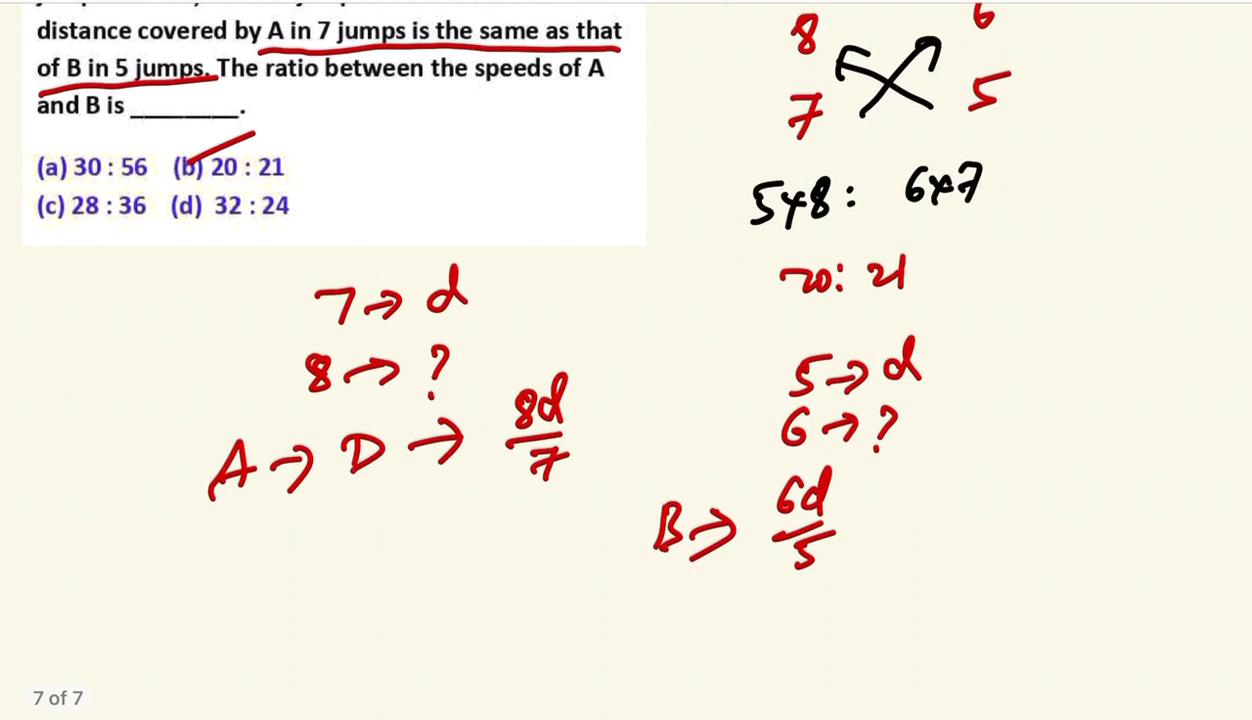 distance covered by A in 7 jumps is the same as that
of B in 5 jumps. The ratio between the speeds of A
and B is ________.
(a) 30 : 56 (b) 20 : 21
(c) 28 : 36 (d) 32 : 24
8 6
7 5
5×8 : 6×7
20 : 21
7 → d
8 → ?
A → D → 8d/7
5 → d
6 → ?
B → 6d/5
7 of 7